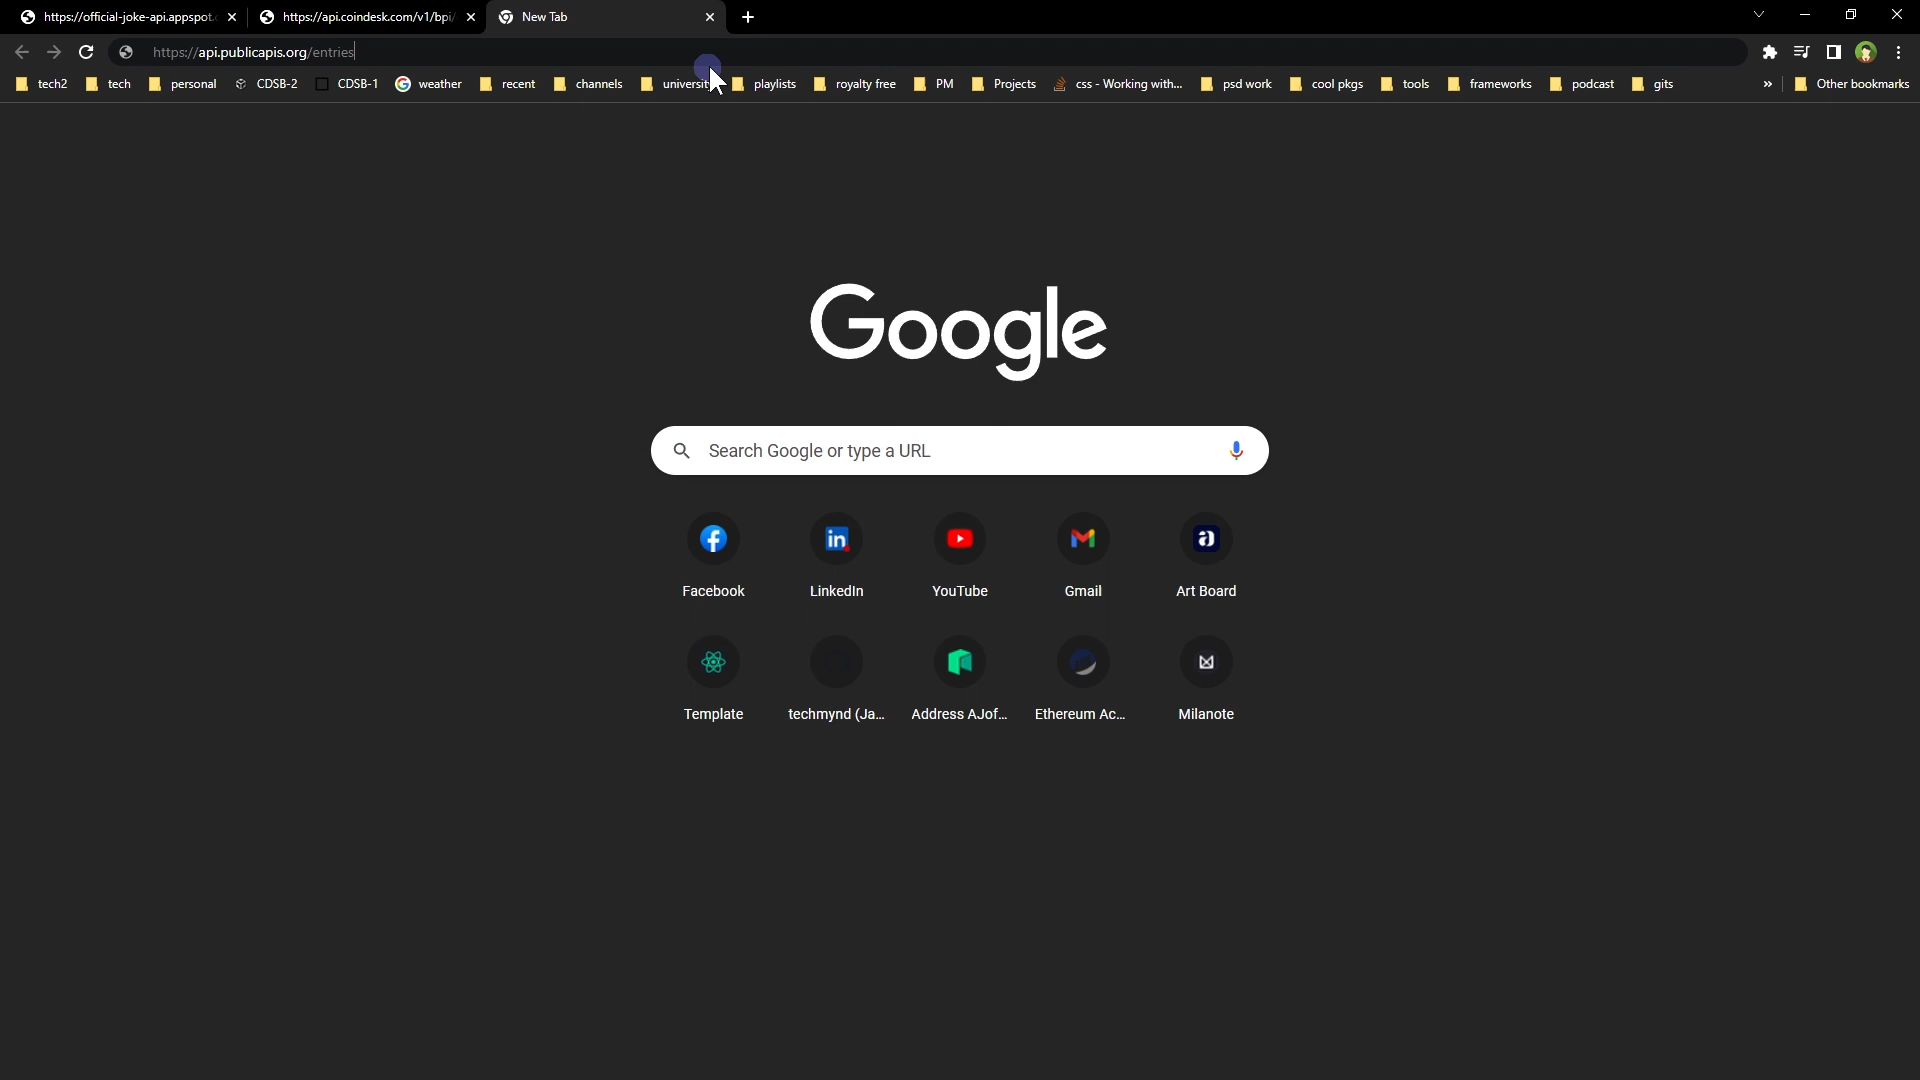 https://official-joke-api.appspot. https://api.coindesk.com/v1/bpi/ New Tab
https://api.publicapis.org/entries
tech2 tech personal CDSB-2 CDSB-1 weather recent channels universit playlists royalty free PM Projects css - Working with... psd work cool pkgs tools frameworks podcast gits » Other bookmarks
Google
Search Google or type a URL
Facebook LinkedIn YouTube Gmail Art Board
Template techmynd (Ja... Address AJof... Ethereum Ac... Milanote